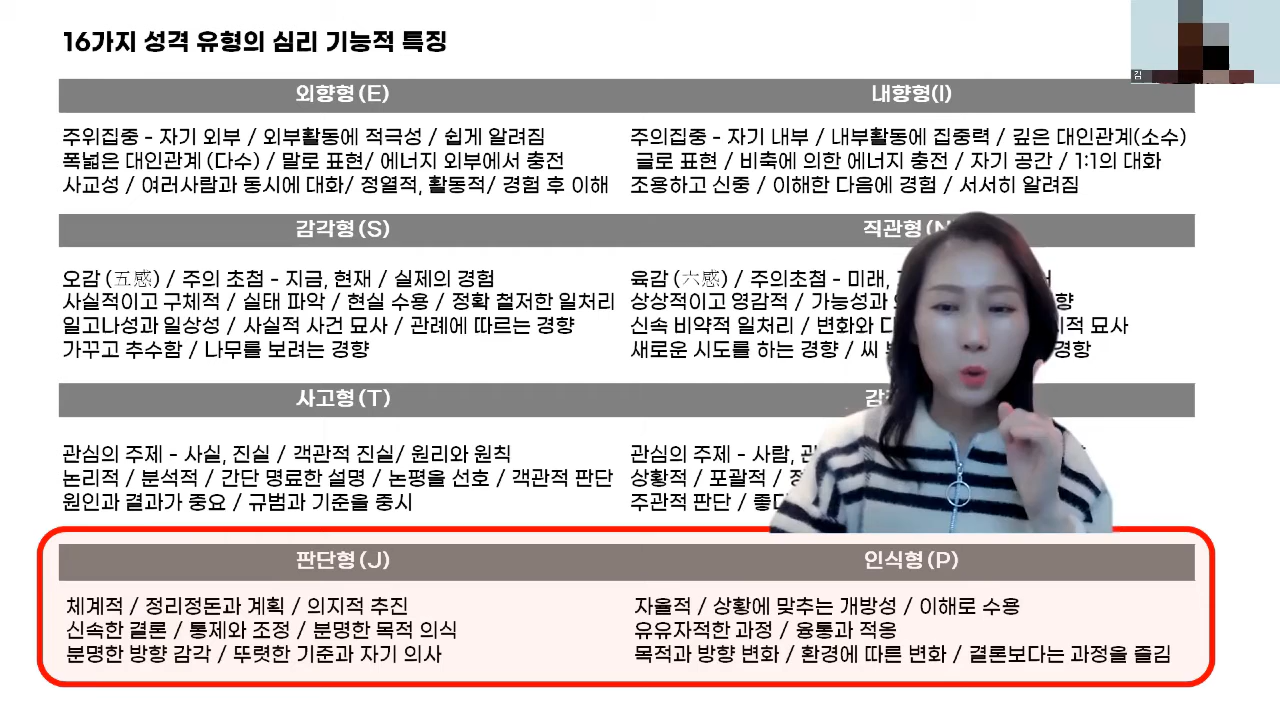 16가지 성격 유형의 심리 기능적 특징
김
외향형(E)
내향형(I)
주위집중 - 자기 외부 / 외부활동에 적극성 / 쉽게 알려짐
폭넓은 대인관계 (다수) / 말로 표현/ 에너지 외부에서 충전
사교성 / 여러사람과 동시에 대화/ 정열적, 활동적/ 경험 후 이해
주의집중 - 자기 내부 / 내부활동에 집중력 / 깊은 대인관계(소수)
글로 표현 / 비축에 의한 에너지 충전 / 자기 공간 / 1:1의 대화
조용하고 신중 / 이해한 다음에 경험 / 서서히 알려짐
감각형(S)
직관형(N
오감 (五感) / 주의 초첨 - 지금, 현재 / 실제의 경험
사실적이고 구체적 / 실태 파악 / 현실 수용 / 정확 철저한 일처리
일고나성과 일상성 / 사실적 사건 묘사 / 관례에 따르는 경향
가꾸고 추수함 / 나무를 보려는 경향
육감 (六感) / 주의초첨 - 미래,
상상적이고 영감적 / 가능성과 향
신속 비약적 일처리 / 변화와 적 묘사
새로운 시도를 하는 경향 / 씨 경향
사고형(T)
관심의 주제 - 사실, 진실 / 객관적 진실/ 원리와 원칙
논리적 / 분석적 / 간단 명료한 설명 / 논평을 선호 / 객관적 판단
원인과 결과가 중요 / 규범과 기준을 중시
관심의 주제 - 사람,
상황적 / 포괄적 /
주관적 판단 /
판단형(J)
인식형(P)
체계적 / 정리정돈과 계획 / 의지적 추진
신속한 결론 / 통제와 조정 / 분명한 목적 의식
분명한 방향 감각 / 뚜렷한 기준과 자기 의사
자율적 / 상황에 맞추는 개방성 / 이해로 수용
유유자적한 과정 / 융통과 적응
목적과 방향 변화 / 환경에 따른 변화 / 결론보다는 과정을 즐김